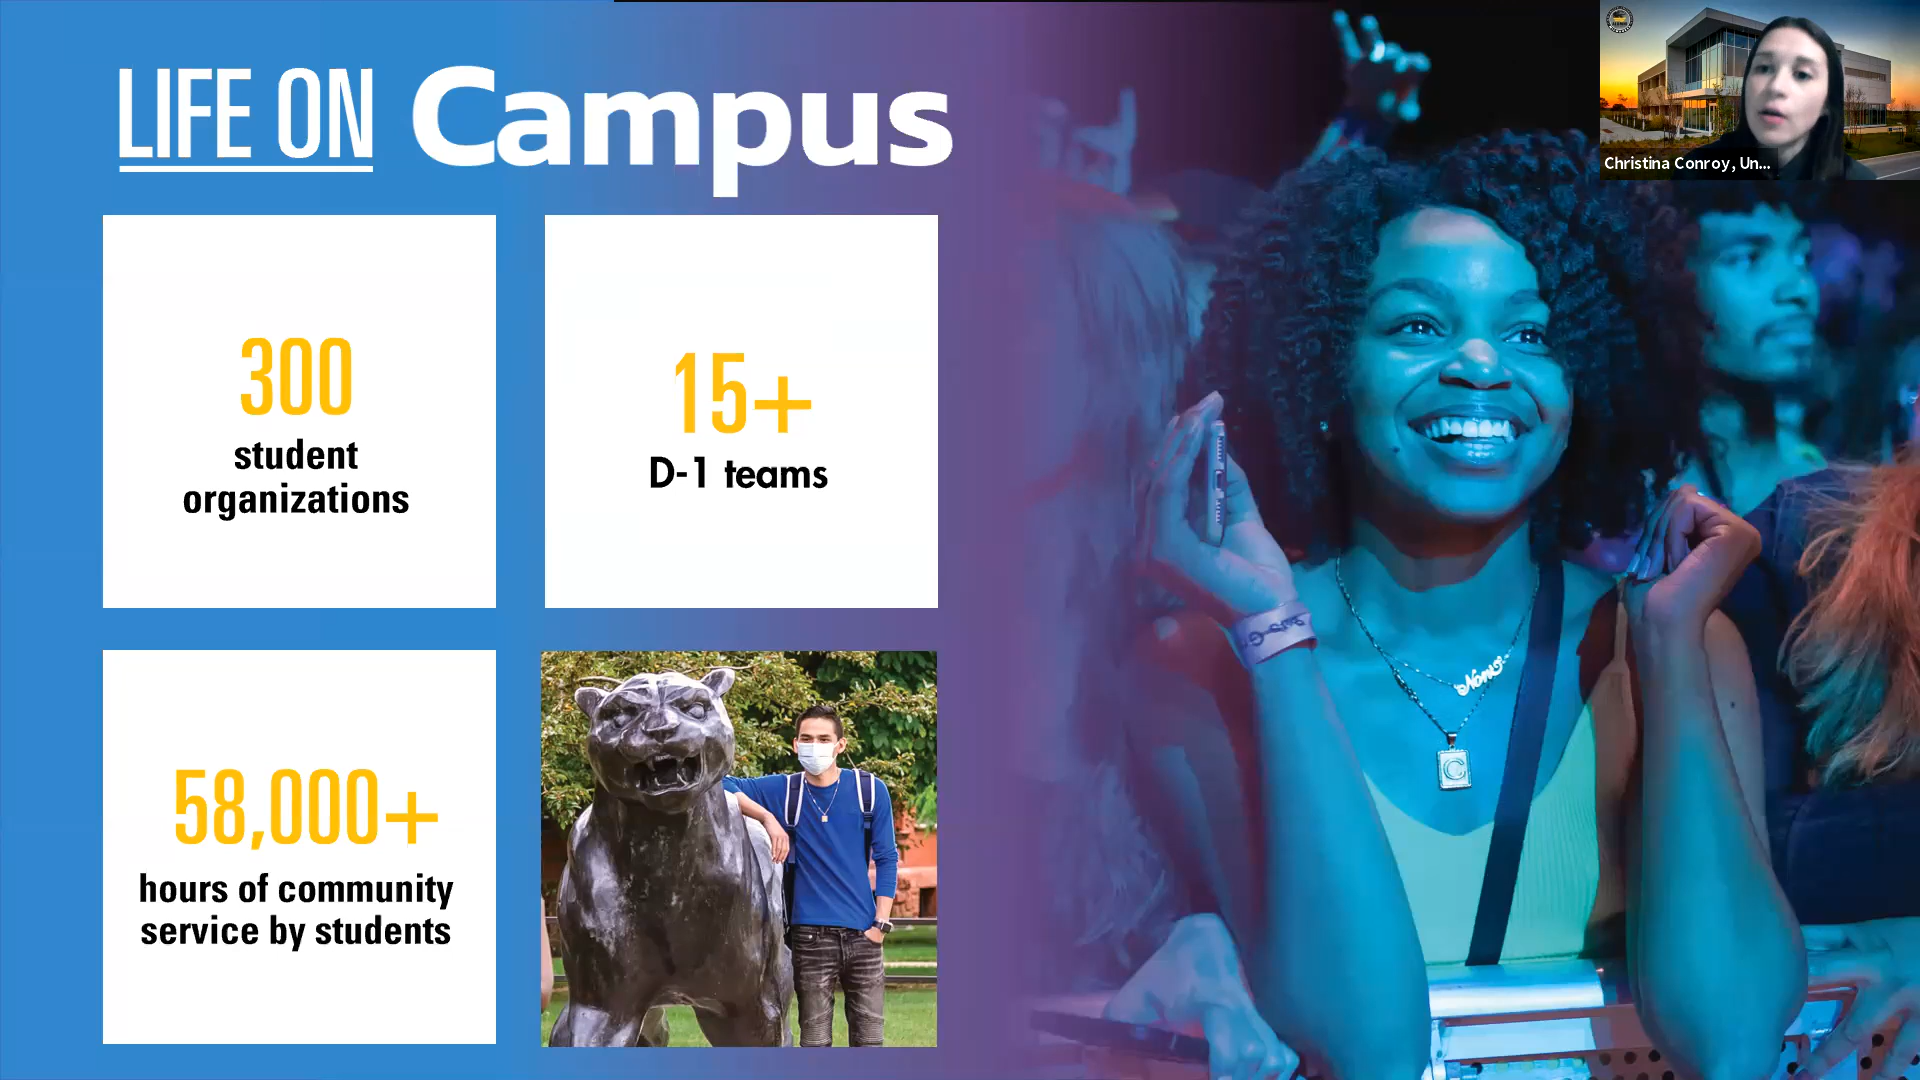 LIFE ON Campus
Christina Conroy, Un...
300
student
organizations
15+
D-1 teams
58,000+
hours of community
service by students
C